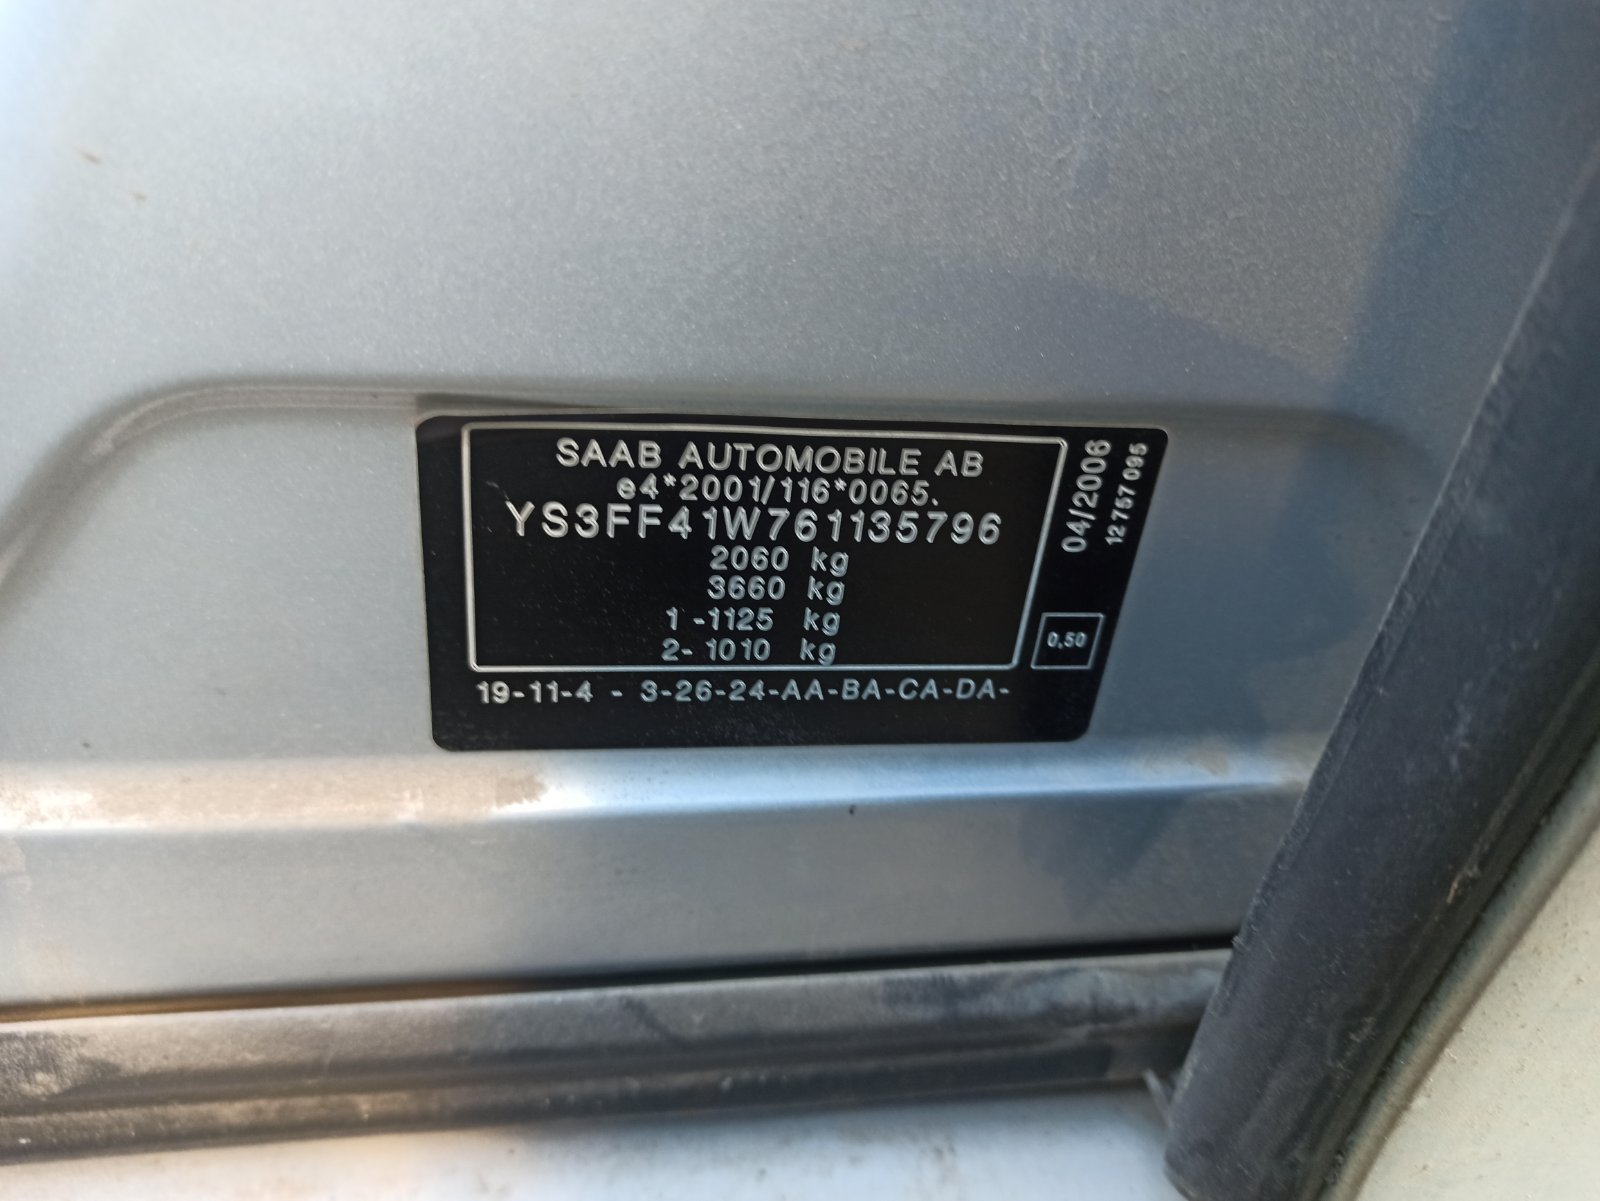 SAAB AUTOMOBILE AB
e4*2001/116*0065.
YS3FF41W761135796
2060 kg
3660 kg
1 -1125 kg
2- 1010 kg
19-11-4 - 3-26-24-AA-BA-CA-DA-
04/2006
12 757 095
0,50